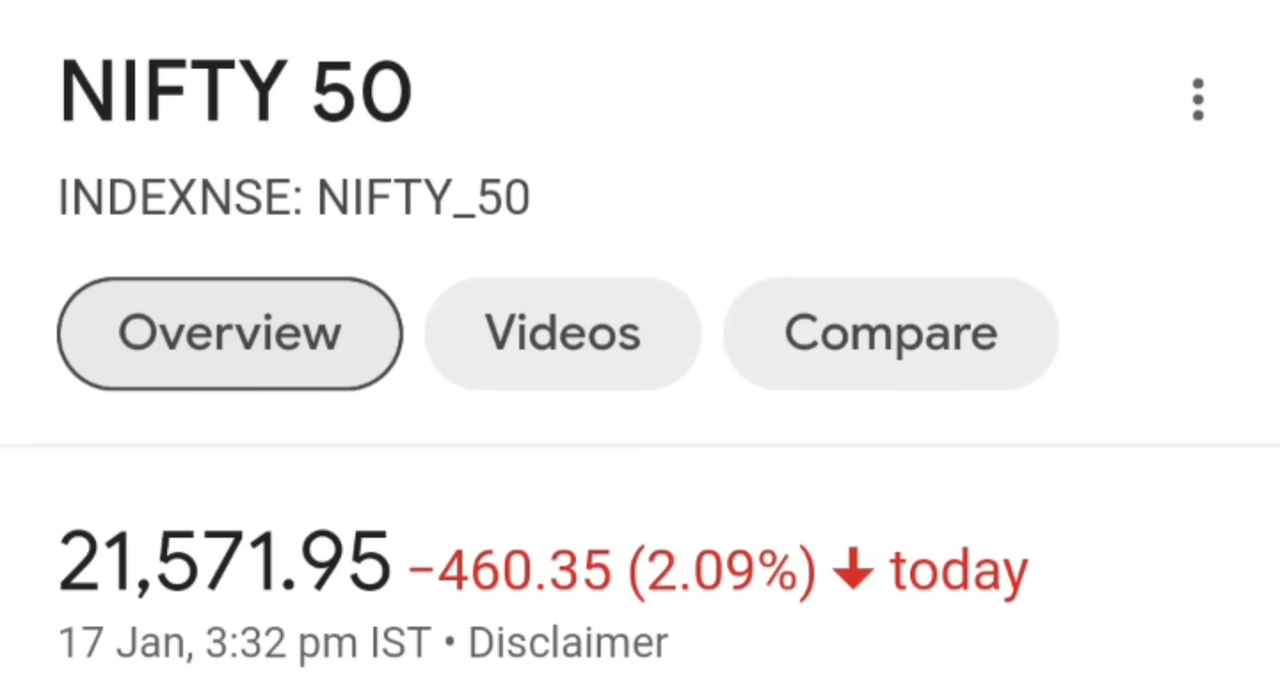 NIFTY 50
INDEXNSE: NIFTY_50
Overview Videos Compare
21,571.95 −460.35 (2.09%) ↓ today
17 Jan, 3:32 pm IST • Disclaimer